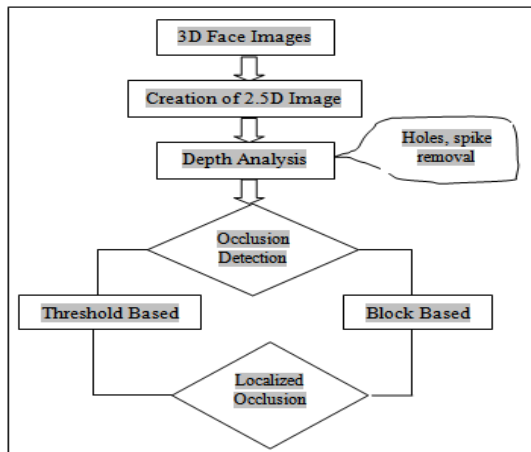 3D Face Images
Creation of 2.5D Image
Depth Analysis
Holes, spike
removal
Occlusion
Detection
Threshold Based
Block Based
Localized
Occlusion